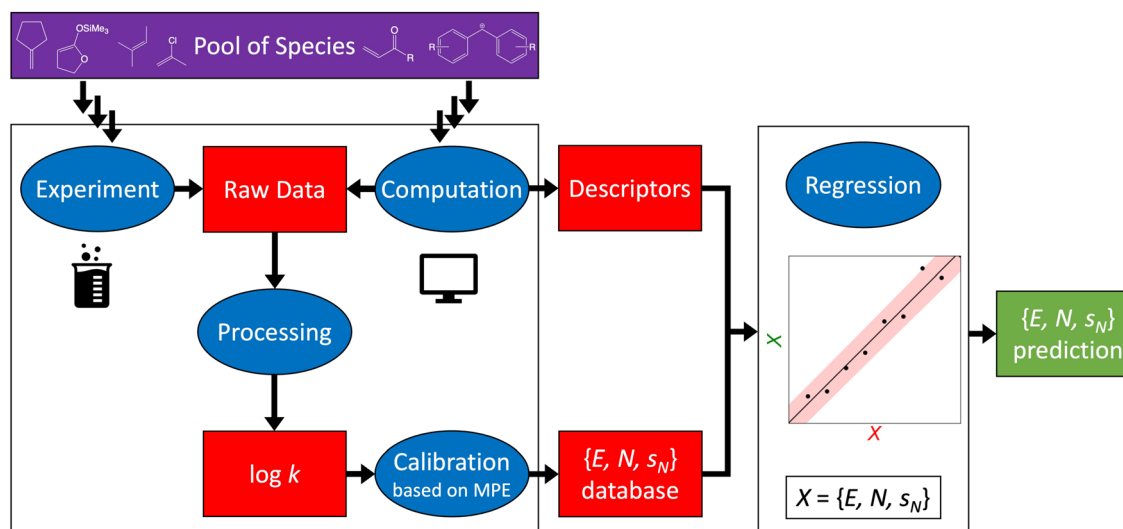 OSiMe3
O
Cl
Pool of Species
O
R
R
⊕
R
Experiment
Raw Data
Computation
Descriptors
Regression
Processing
X
X
{E, N, sN}
prediction
log k
Calibration
based on MPE
{E, N, sN}
database
X = {E, N, sN}